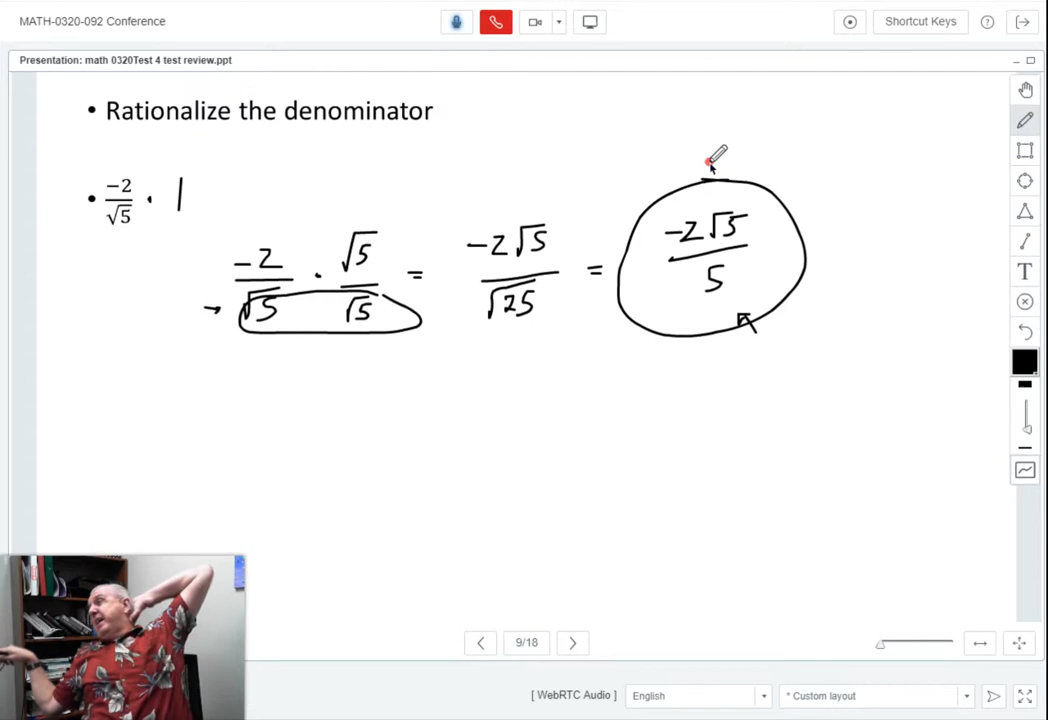 MATH-0320-092 Conference
Shortcut Keys
Presentation: math 0320Test 4 test review.ppt
• Rationalize the denominator
• -2/√5 · 1
-2/√5 · √5/√5 = -2√5/√25 = -2√5/5
T
9/18
[ WebRTC Audio ] English * Custom layout